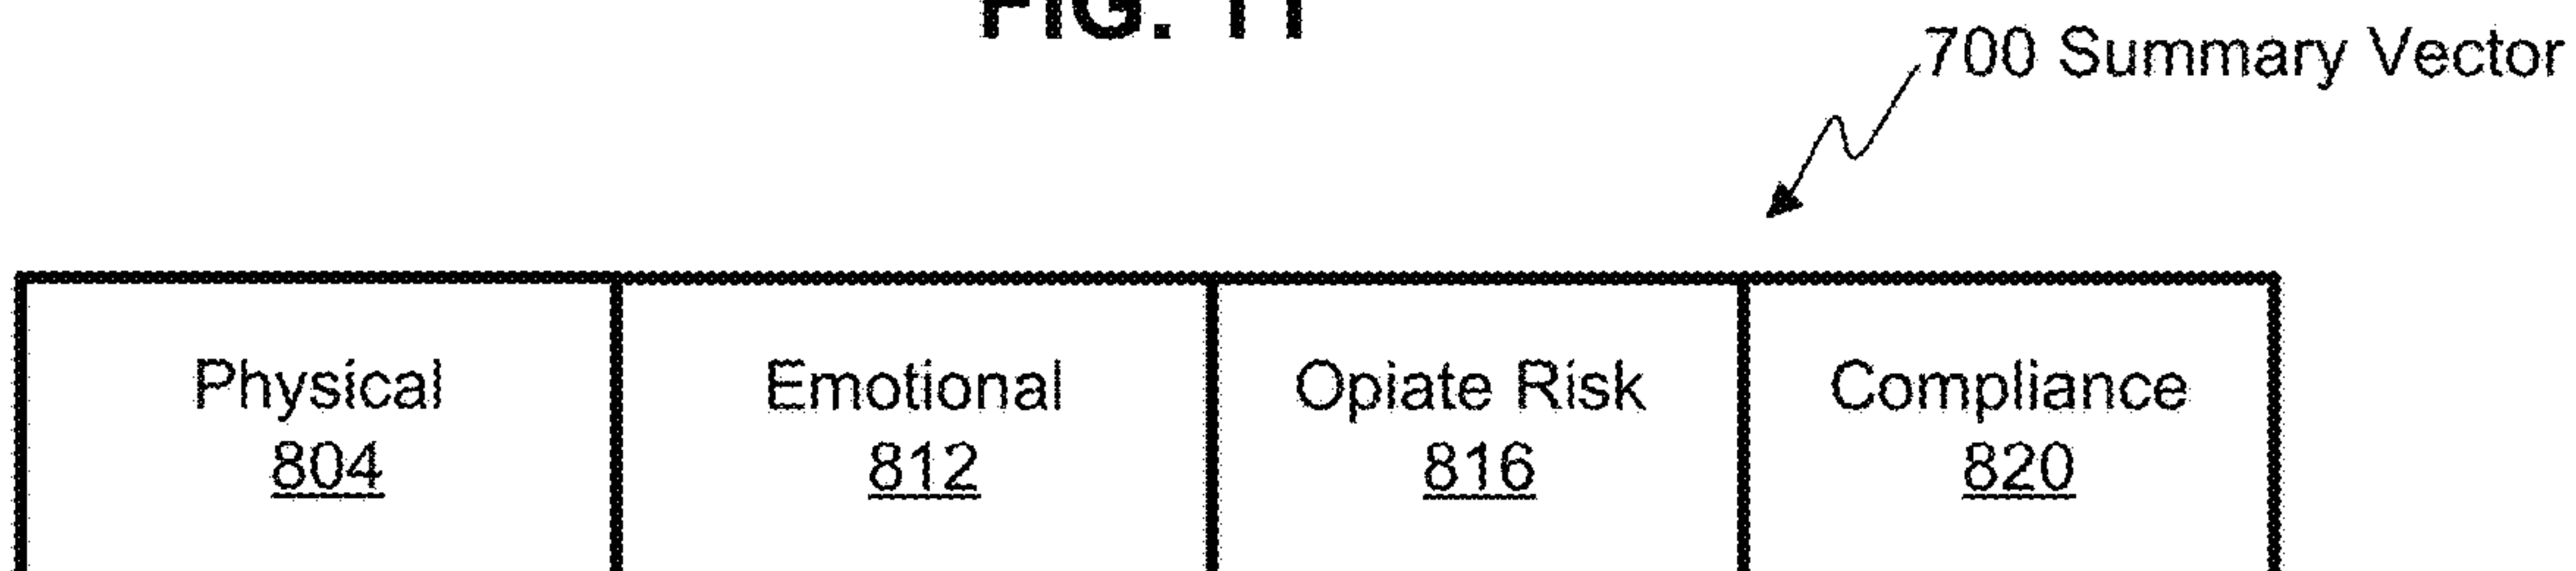 FIG. 11
700 Summary Vector
Physical
804
Emotional
812
Opiate Risk
816
Compliance
820